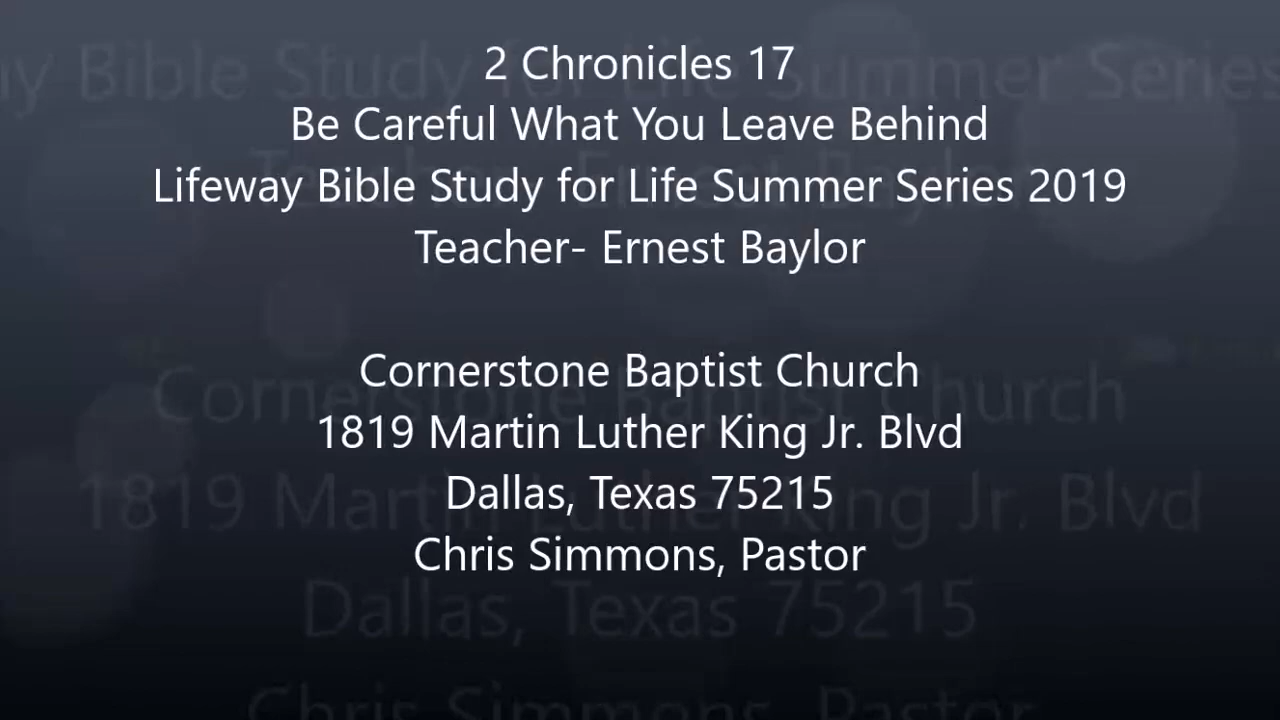 2 Chronicles 17
Be Careful What You Leave Behind
Lifeway Bible Study for Life Summer Series 2019
Teacher- Ernest Baylor
Cornerstone Baptist Church
1819 Martin Luther King Jr. Blvd
Dallas, Texas 75215
Chris Simmons, Pastor